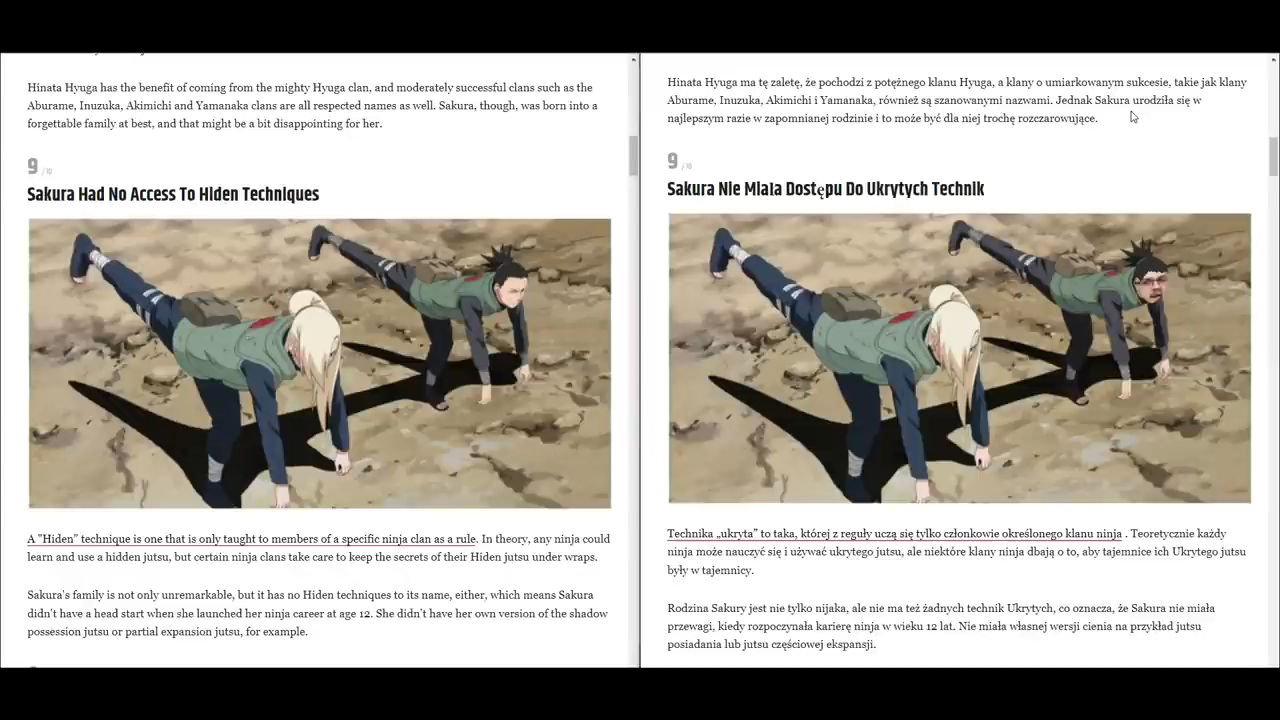 Hinata Hyuga has the benefit of coming from the mighty Hyuga clan, and moderately successful clans such as the
Aburame, Inuzuka, Akimichi and Yamanaka clans are all respected names as well. Sakura, though, was born into a
forgettable family at best, and that might be a bit disappointing for her.
9 / 10
Sakura Had No Access To Hiden Techniques
A "Hiden" technique is one that is only taught to members of a specific ninja clan as a rule. In theory, any ninja could
learn and use a hidden jutsu, but certain ninja clans take care to keep the secrets of their Hiden jutsu under wraps.
Sakura's family is not only unremarkable, but it has no Hiden techniques to its name, either, which means Sakura
didn't have a head start when she launched her ninja career at age 12. She didn't have her own version of the shadow
possession jutsu or partial expansion jutsu, for example.
Hinata Hyuga ma tę zaletę, że pochodzi z potężnego klanu Hyuga, a klany o umiarkowanym sukcesie, takie jak klany
Aburame, Inuzuka, Akimichi i Yamanaka, również są szanowanymi nazwami. Jednak Sakura urodziła się w
najlepszym razie w zapomnianej rodzinie i to może być dla niej trochę rozczarowujące.
9 / 10
Sakura Nie Miała Dostępu Do Ukrytych Technik
Technika „ukryta” to taka, której z reguły uczą się tylko członkowie określonego klanu ninja . Teoretycznie każdy
ninja może nauczyć się i używać ukrytego jutsu, ale niektóre klany ninja dbają o to, aby tajemnice ich Ukrytego jutsu
były w tajemnicy.
Rodzina Sakury jest nie tylko nijaka, ale nie ma też żadnych technik Ukrytych, co oznacza, że Sakura nie miała
przewagi, kiedy rozpoczynała karierę ninja w wieku 12 lat. Nie miała własnej wersji cienia na przykład jutsu
posiadania lub jutsu częściowej ekspansji.